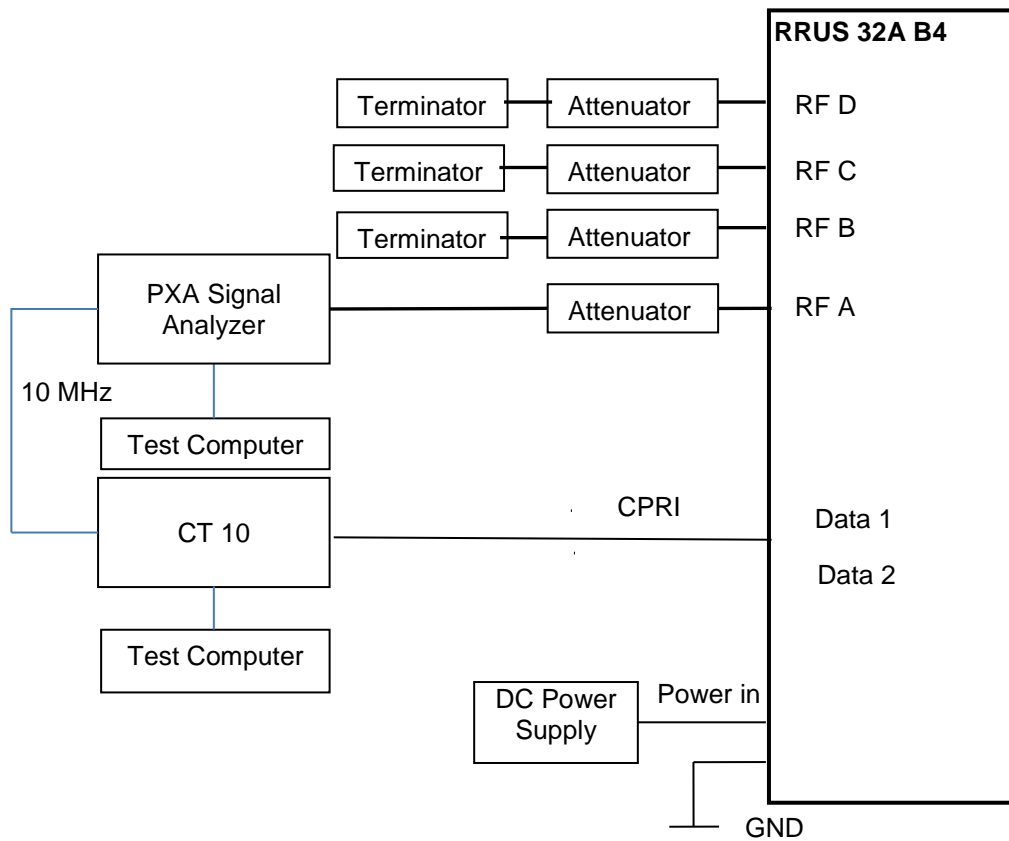 RRUS 32A B4
Terminator
Attenuator
RF D
Terminator
Attenuator
RF C
Terminator
Attenuator
RF B
PXA Signal
Analyzer
Attenuator
RF A
10 MHz
Test Computer
CT 10
CPRI
Data 1
Data 2
Test Computer
DC Power
Supply
Power in
GND